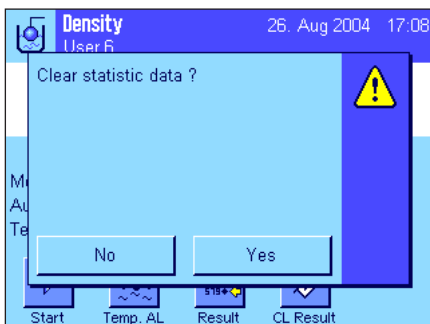 Density 26. Aug 2004 17:08
User 6
Clear statistic data ?
No Yes
Start Temp. AL Result CL Result